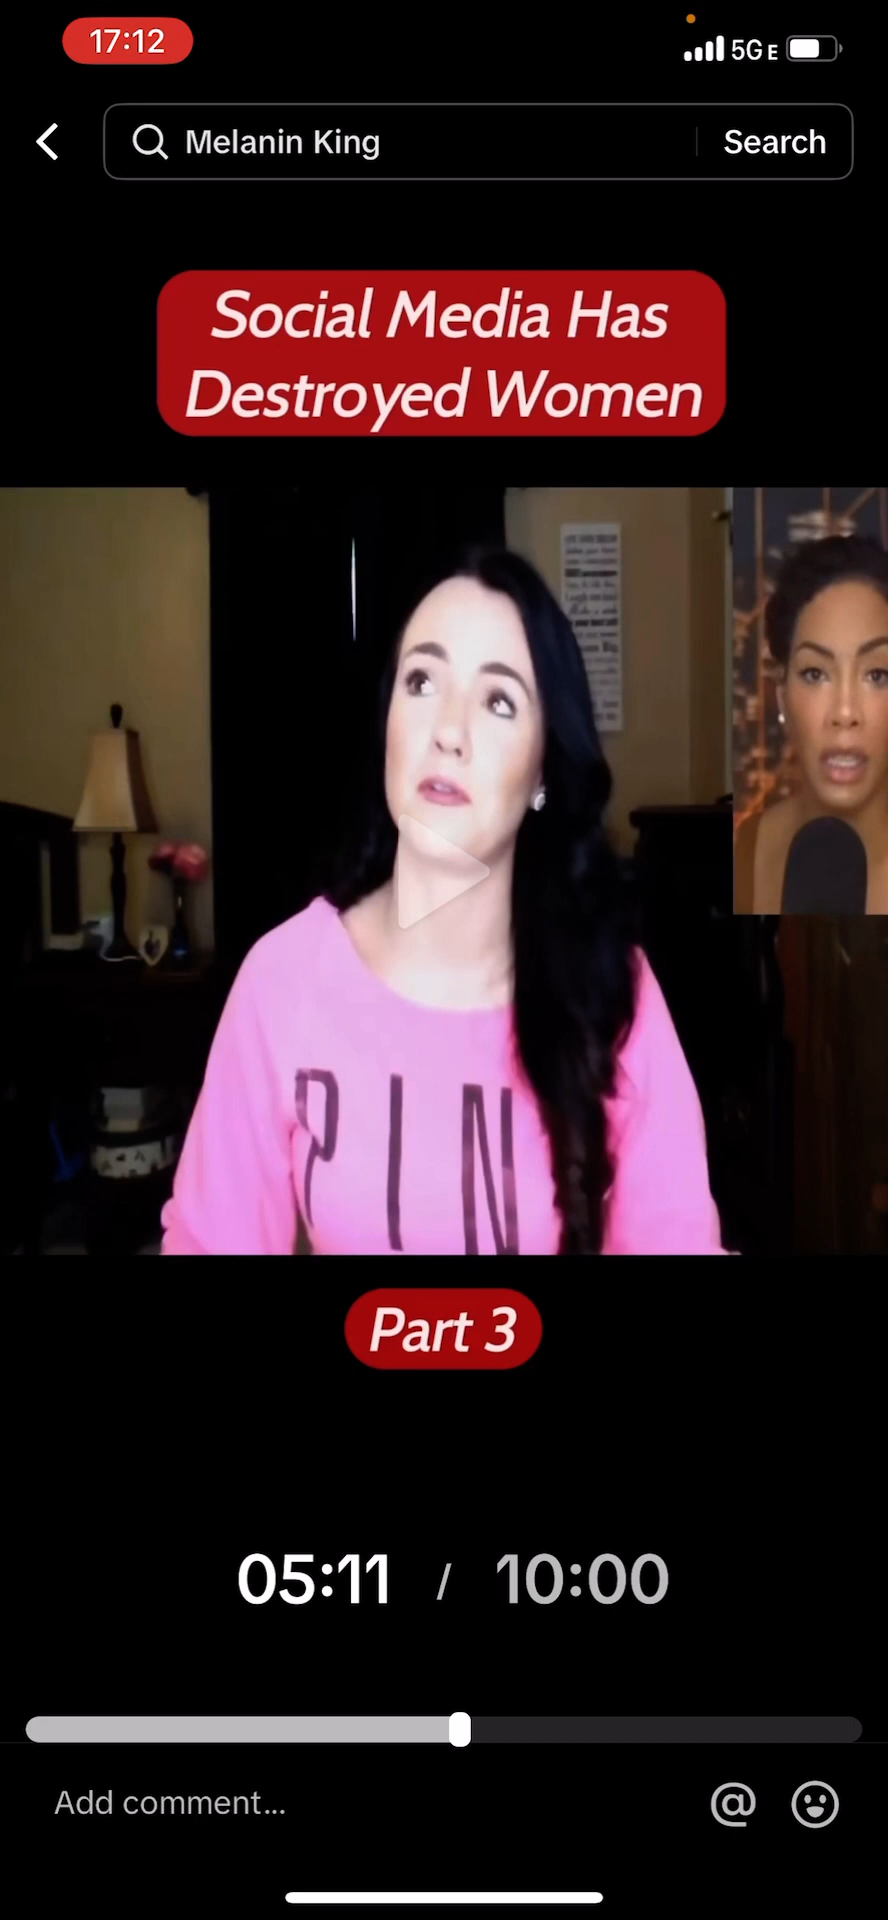 17:12
5G E
Melanin King
Search
Social Media Has
Destroyed Women
PIN
Part 3
05:11 / 10:00
Add comment...
@